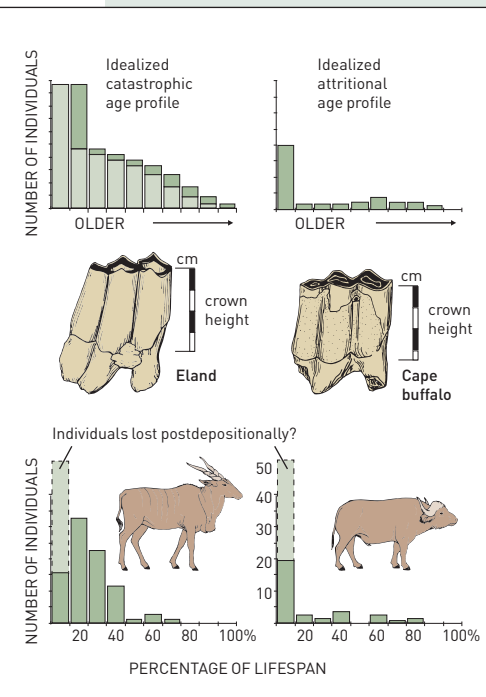 NUMBER OF INDIVIDUALS
Idealized
catastrophic
age profile
OLDER
Idealized
attritional
age profile
OLDER
cm
crown
height
Eland
cm
crown
height
Cape
buffalo
Individuals lost postdepositionally?
NUMBER OF INDIVIDUALS
20 40 60 80 100%
50
40
30
20
10
20 40 60 80 100%
PERCENTAGE OF LIFESPAN